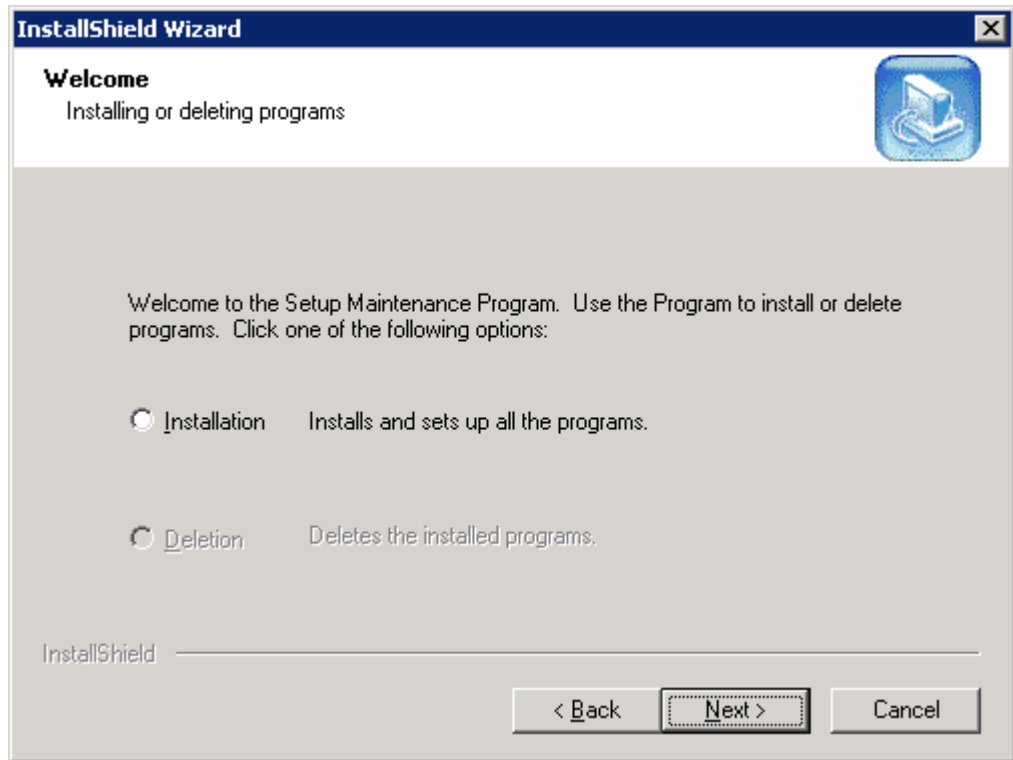 InstallShield Wizard
Welcome
Installing or deleting programs
Welcome to the Setup Maintenance Program.  Use the Program to install or delete
programs.  Click one of the following options:
Installation Installs and sets up all the programs.
Deletion Deletes the installed programs.
InstallShield
< Back Next > Cancel